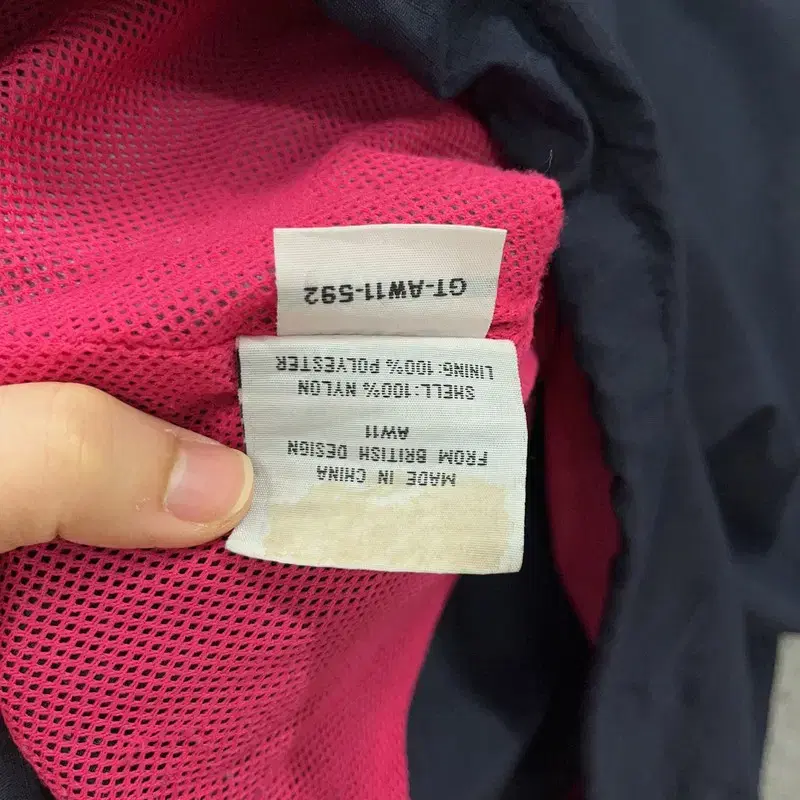 MADE IN CHINA
FROM BRITISH DESIGN
AW11
SHELL:100% NYLON
LINING:100% POLYESTER
GT-AW11-592